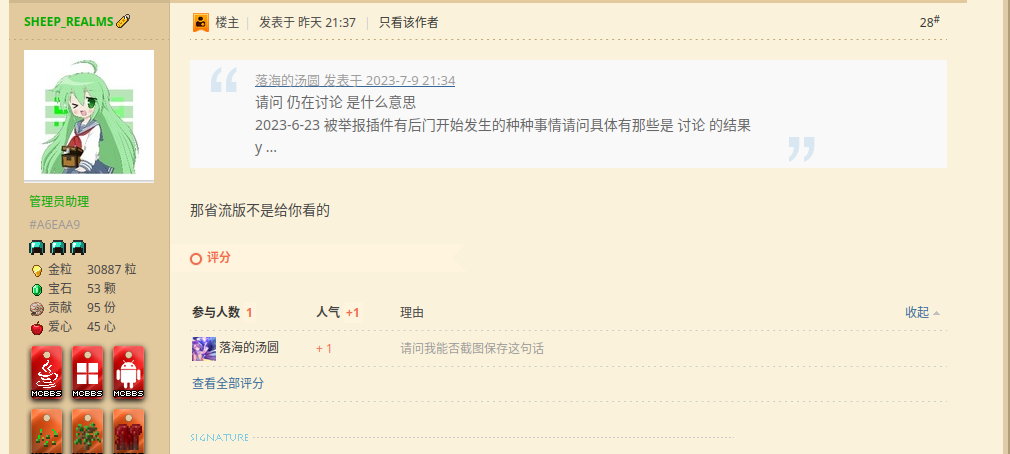 SHEEP_REALMS
楼主 | 发表于 昨天 21:37 | 只看该作者
28#
落海的汤圆 发表于 2023-7-9 21:34
请问 仍在讨论 是什么意思
2023-6-23 被举报插件有后门开始发生的种种事情请问具体有那些是 讨论 的结果
y ...
管理员助理
#A6EAA9
金粒 30887 粒
宝石 53 颗
贡献 95 份
爱心 45 心
MCBBS
MCBBS
MCBBS
那省流版不是给你看的
评分
参与人数 1
人气 +1
理由
收起
落海的汤圆
+ 1
请问我能否截图保存这句话
查看全部评分
SIGNATURE